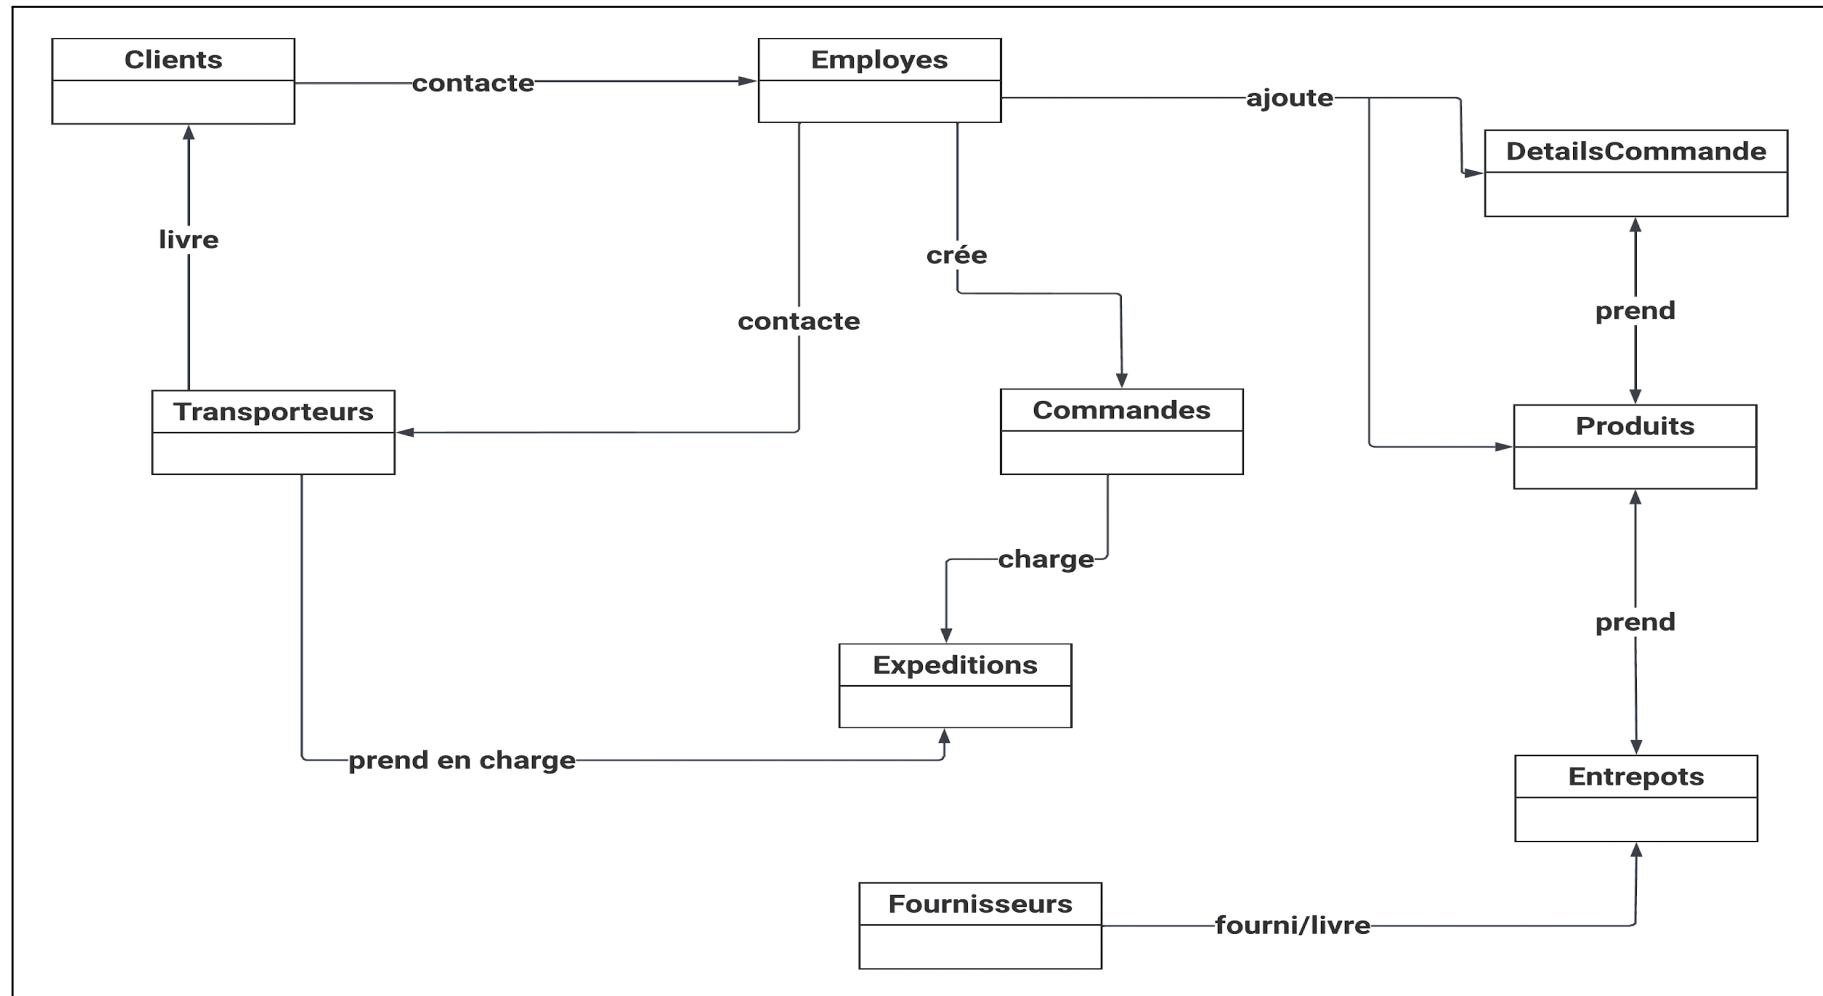 Clients
contacte
Employes
ajoute
DetailsCommande
livre
crée
prend
contacte
Transporteurs
Commandes
Produits
charge
prend
Expeditions
prend en charge
Entrepots
Fournisseurs
fourni/livre